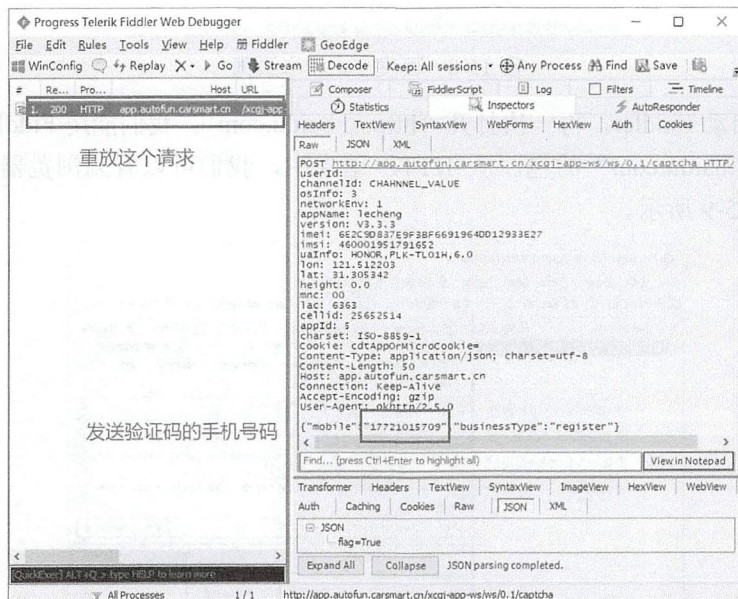 Progress Telerik Fiddler Web Debugger
File Edit Rules Tools View Help Fiddler GeoEdge
WinConfig Replay X Go Stream Decode Keep: All sessions Any Process Find Save
# Re... Pro... Host URL
1. 200 HTTP app.autofun.carsmart.cn /xcgj-app
重放这个请求
发送验证码的手机号码
[QuickExec] ALT+Q > type HELP to learn more
Composer FiddlerScript Log Filters Timeline
Statistics Inspectors AutoResponder
Headers TextView SyntaxView WebForms HexView Auth Cookies
Raw JSON XML
POST http://app.autofun.carsmart.cn/xcgj-app-ws/ws/0.1/captcha HTTP/
userId:
channelId: CHAHNNEL_VALUE
osInfo: 3
networkEnv: 1
appname: lecheng
version: V3.3.3
imei: 6E2C9D837E9F3BF6691964DD12933E27
imsi: 460001951791652
uaInfo: HONOR,PLK-TL01H,6.0
lon: 121.512203
lat: 31.305342
height: 0.0
mnc: 00
lac: 6363
cellid: 25652514
appId: 5
charset: ISO-8859-1
Cookie: cdtAppOrMicroCookie=
Content-Type: application/json; charset=utf-8
Content-Length: 50
Host: app.autofun.carsmart.cn
Connection: Keep-Alive
Accept-Encoding: gzip
User-Agent: okhttp/2.5.0
{"mobile":"17721015709","businessType":"register"}
Find... (press Ctrl+Enter to highlight all) View in Notepad
Transformer Headers TextView SyntaxView ImageView HexView WebView
Auth Caching Cookies Raw JSON XML
JSON
flag=True
Expand All Collapse JSON parsing completed.
All Processes 1 / 1 http://app.autofun.carsmart.cn/xcgj-app-ws/ws/0.1/captcha